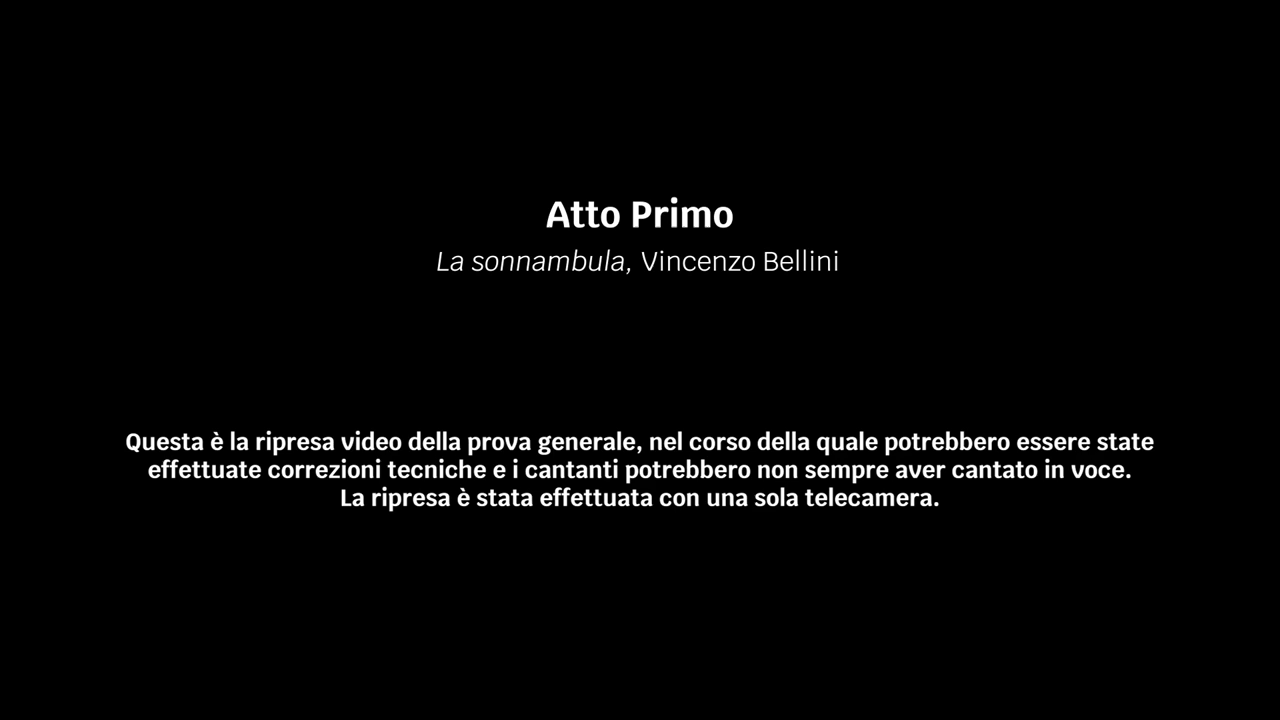 Atto Primo
La sonnambula, Vincenzo Bellini
Questa è la ripresa video della prova generale, nel corso della quale potrebbero essere state
effettuate correzioni tecniche e i cantanti potrebbero non sempre aver cantato in voce.
La ripresa è stata effettuata con una sola telecamera.